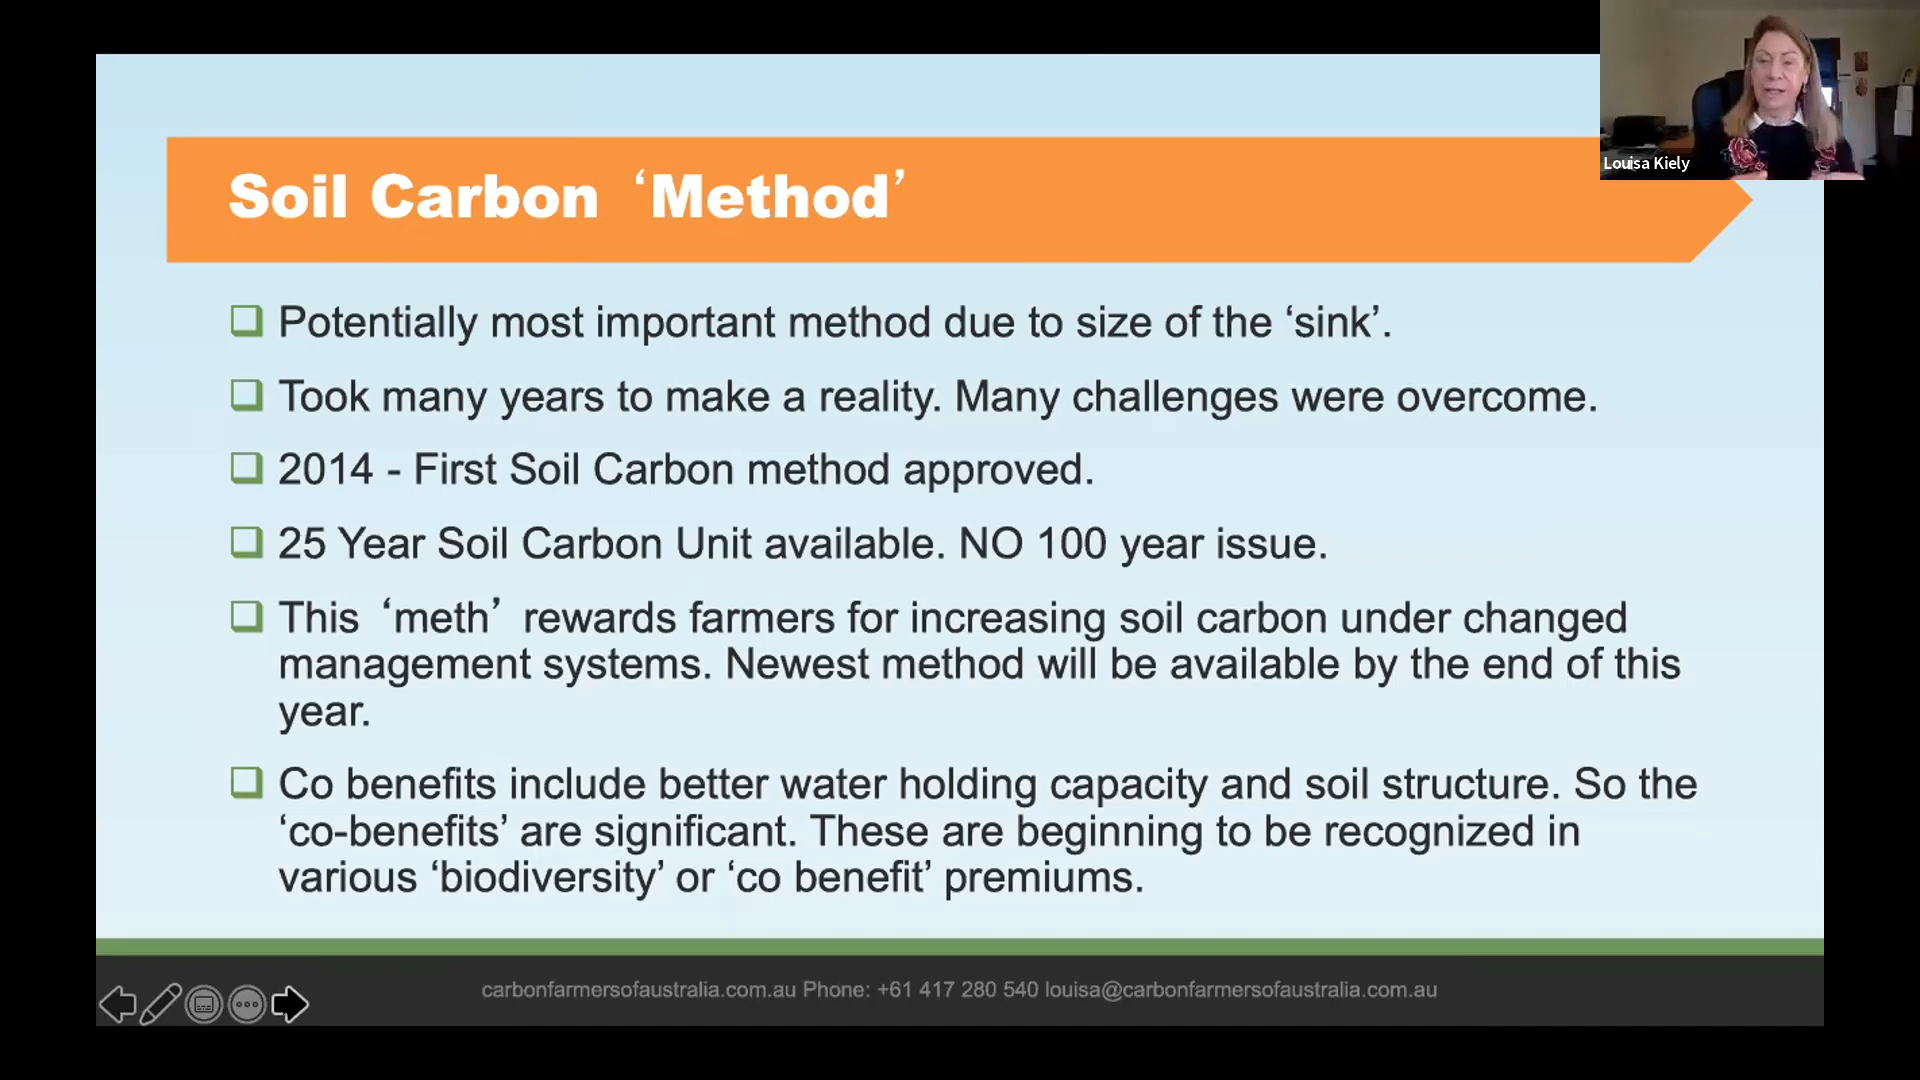 Louisa Kiely
Soil Carbon ‘Method’
Potentially most important method due to size of the ‘sink’.
Took many years to make a reality. Many challenges were overcome.
2014 - First Soil Carbon method approved.
25 Year Soil Carbon Unit available. NO 100 year issue.
This ‘meth’ rewards farmers for increasing soil carbon under changed
management systems. Newest method will be available by the end of this
year.
Co benefits include better water holding capacity and soil structure. So the
‘co-benefits’ are significant. These are beginning to be recognized in
various ‘biodiversity’ or ‘co benefit’ premiums.
carbonfarmersofaustralia.com.au Phone: +61 417 280 540 louisa@carbonfarmersofaustralia.com.au